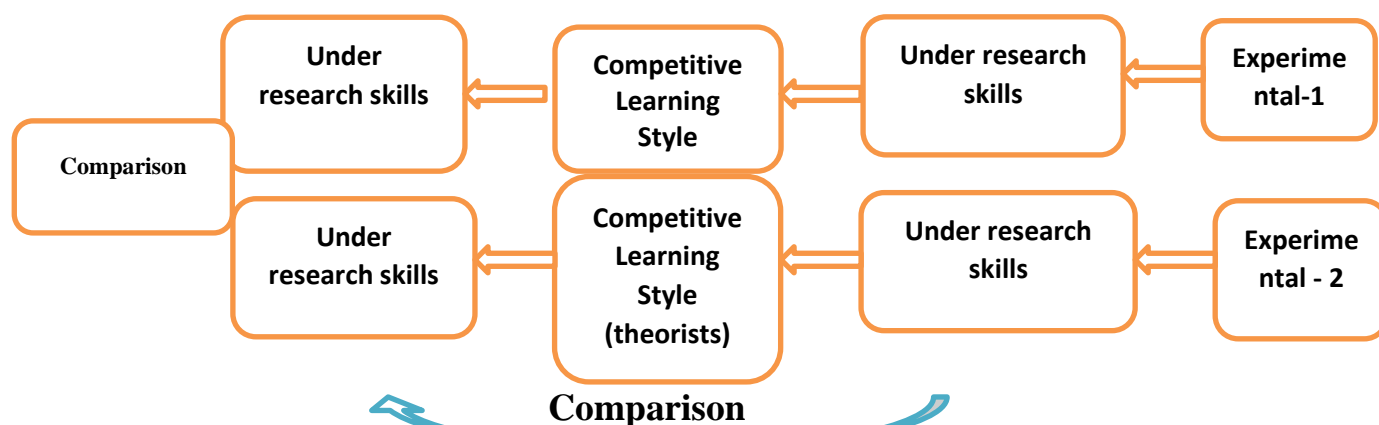 Under
research skills
Competitive
Learning
Style
Under research
skills
Experime
ntal-1
Comparison
Under
research skills
Competitive
Learning
Style
(theorists)
Under research
skills
Experime
ntal - 2
Comparison